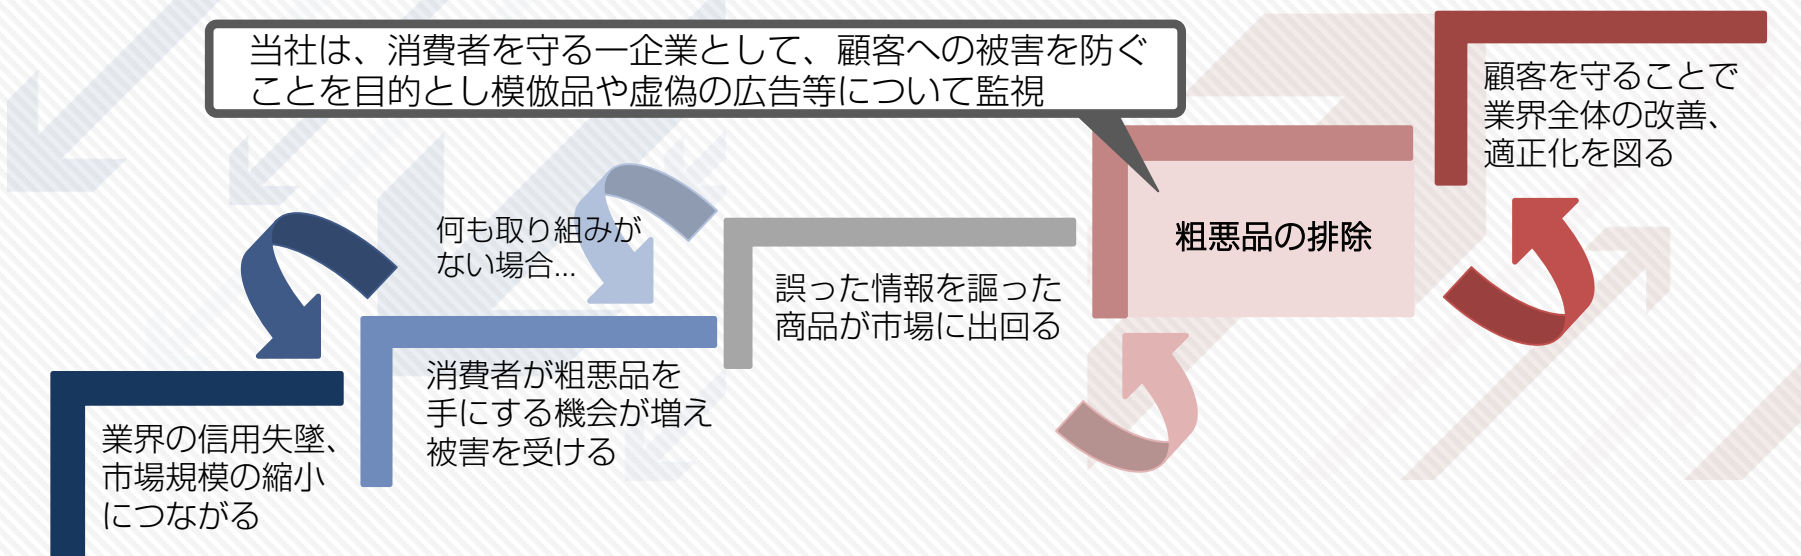 当社は、消費者を守る一企業として、顧客への被害を防ぐ
ことを目的とし模倣品や虚偽の広告等について監視
顧客を守ることで
業界全体の改善、
適正化を図る
粗悪品の排除
何も取り組みが
ない場合...
誤った情報を謳った
商品が市場に出回る
消費者が粗悪品を
手にする機会が増え
被害を受ける
業界の信用失墜、
市場規模の縮小
につながる